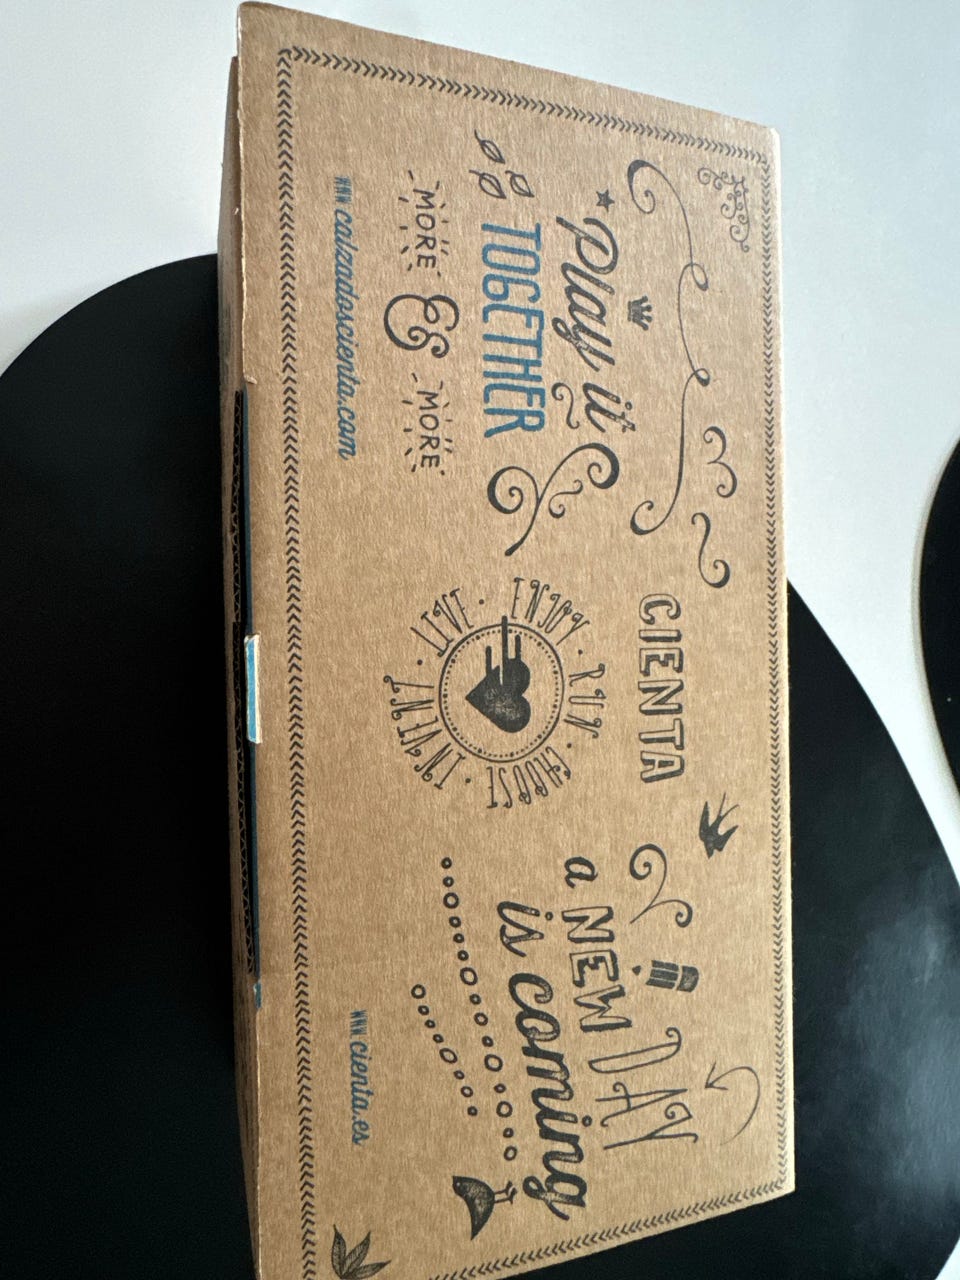 Play it
TOGETHER
MORE & MORE
www.calzadoscienta.com
CIENTA
ENJOY · RUN · CHOOSE · INVENT · LIVE ·
a NEW DAY
is coming
www.cienta.es